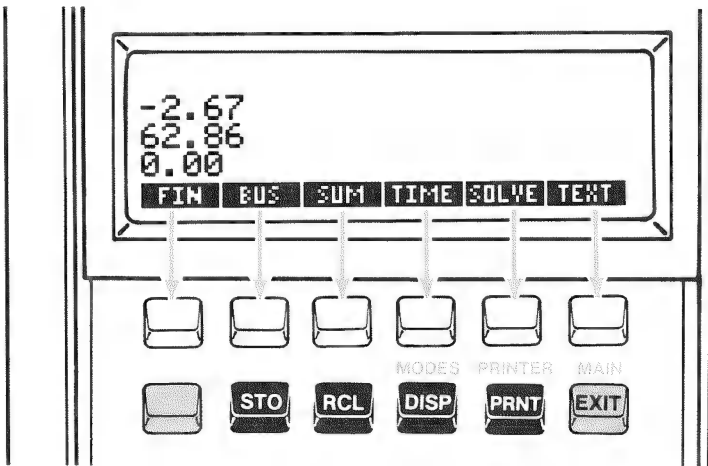 -2.67
62.86
0.00
FIN BUS SUM TIME SOLVE TEXT
MODES PRINTER MAIN
STO RCL DISP PRNT EXIT